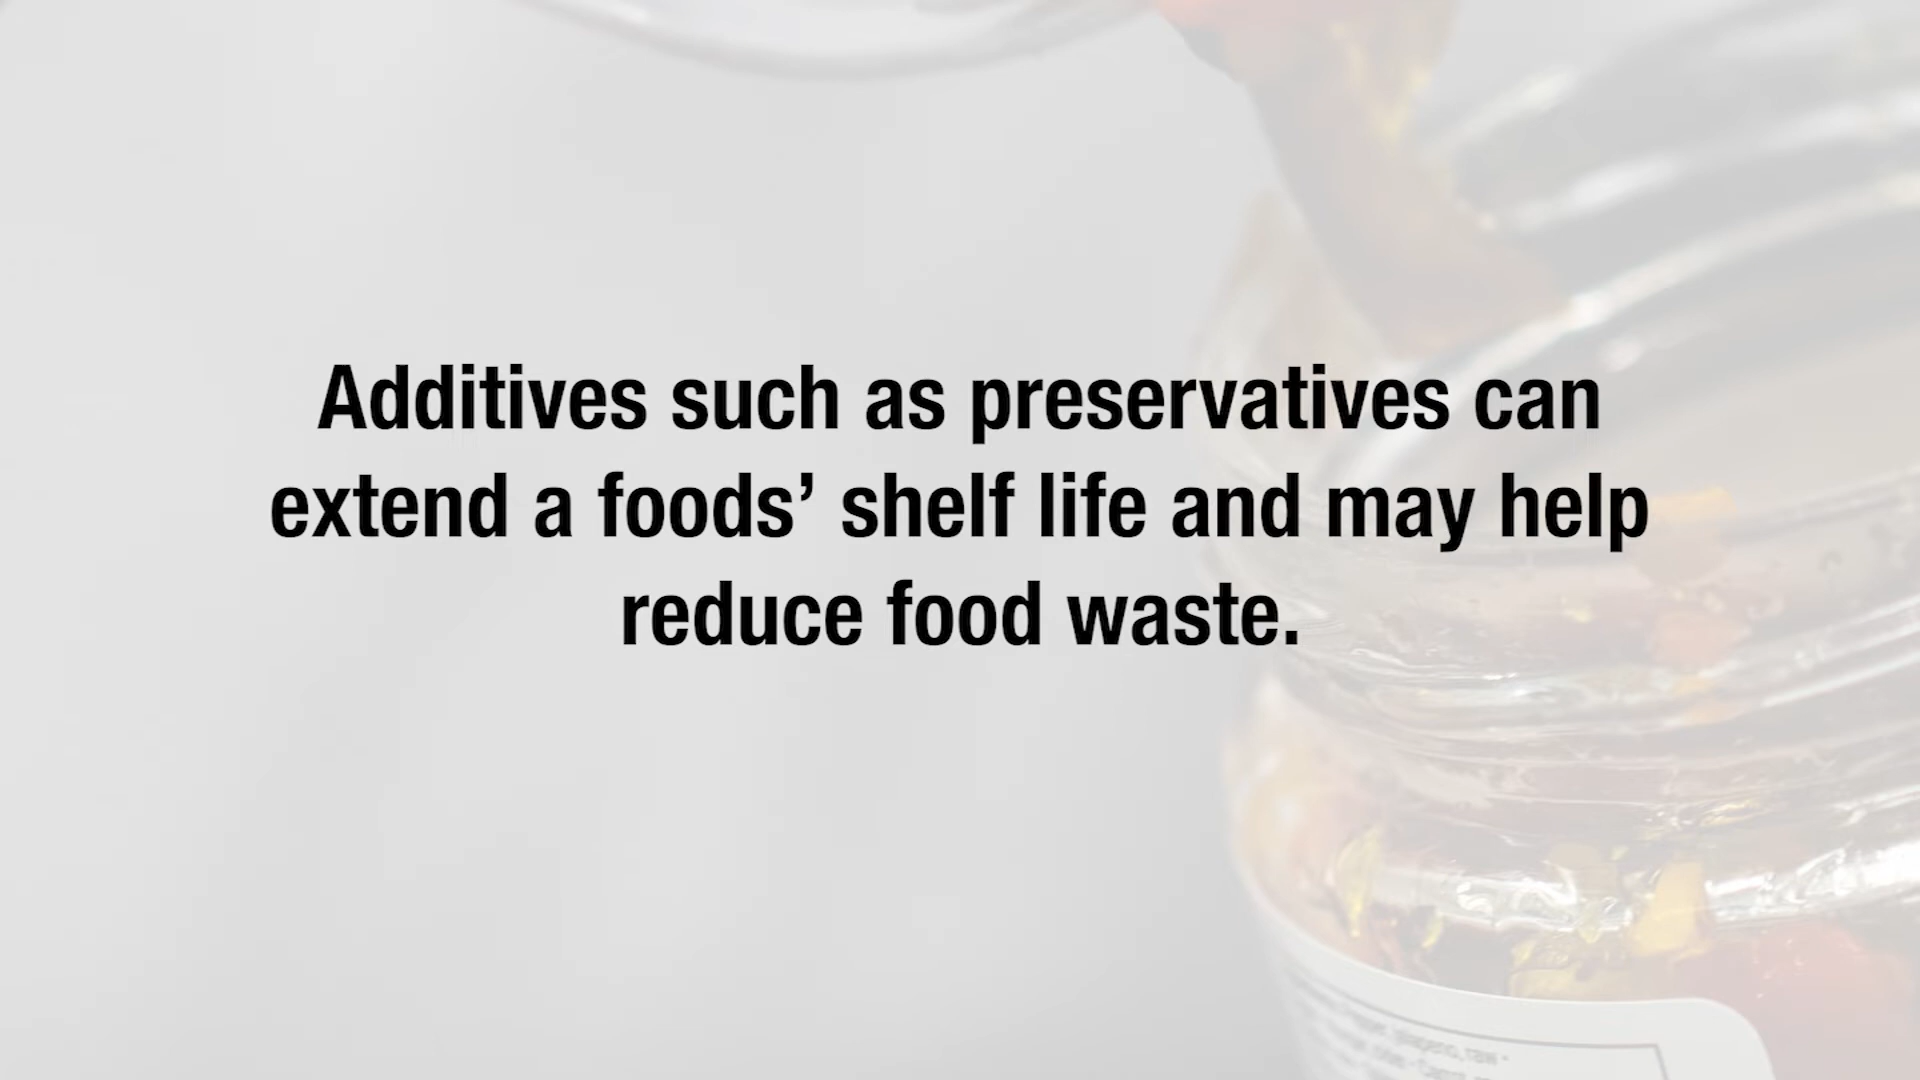 Additives such as preservatives can
extend a foods’ shelf life and may help
reduce food waste.